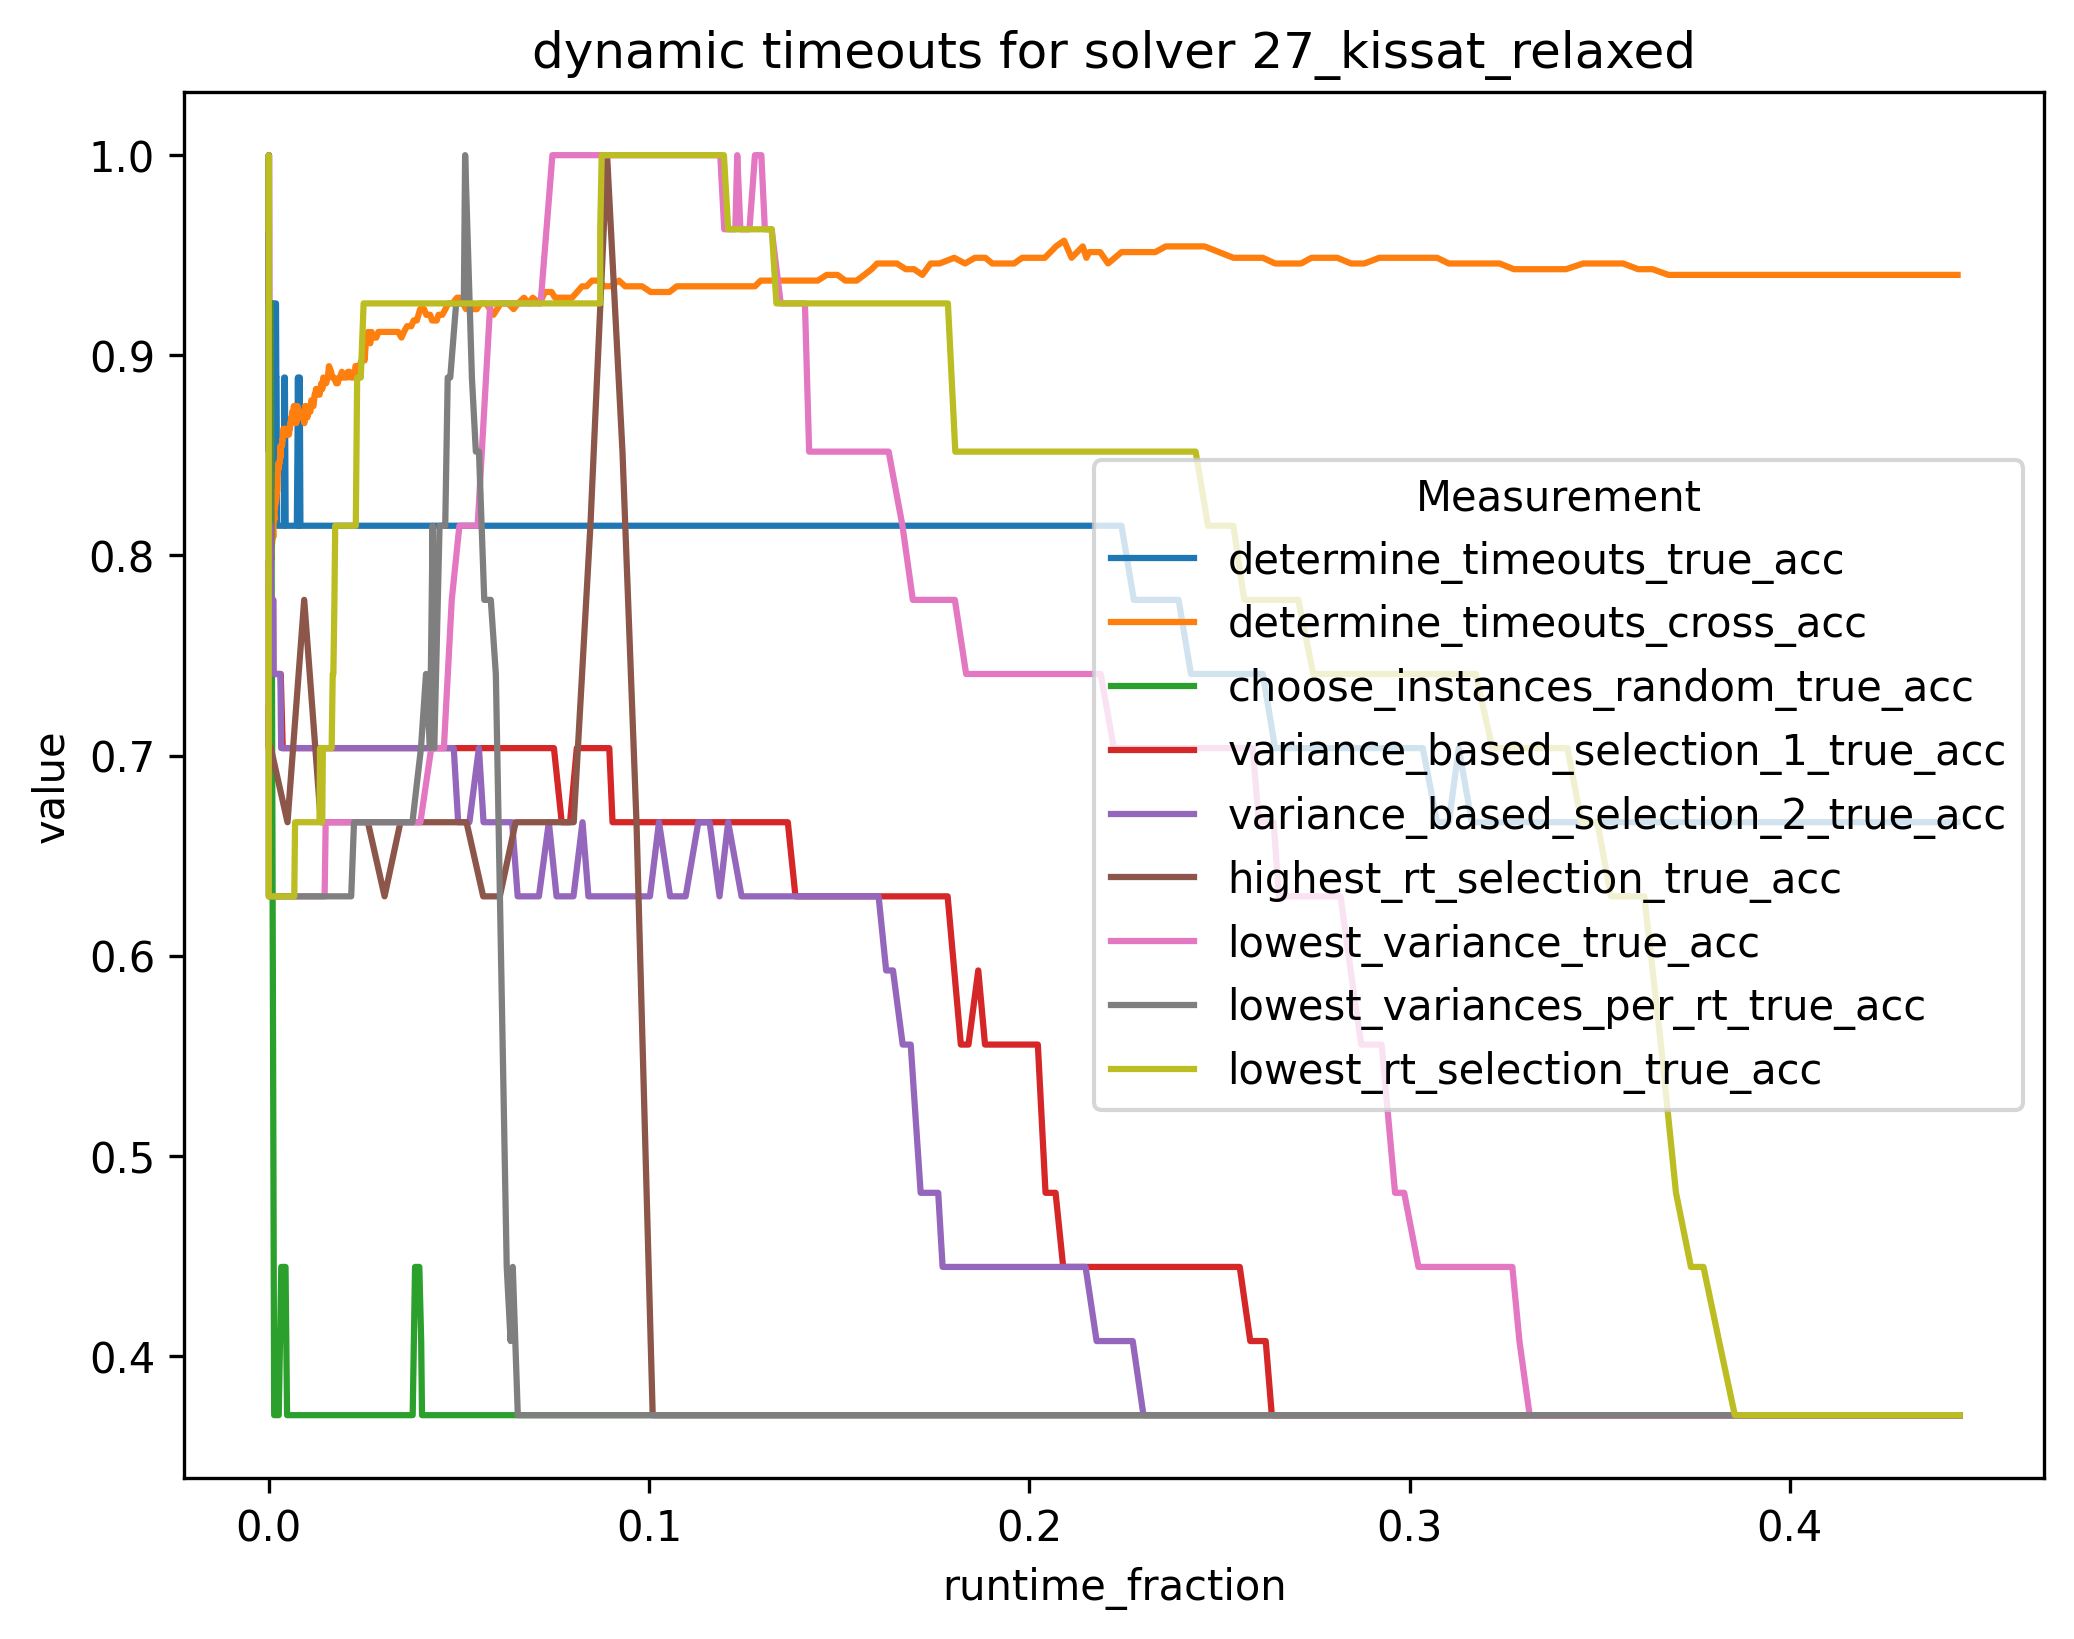 dynamic timeouts for solver 27_kissat_relaxed
value
1.0
0.9
0.8
0.7
0.6
0.5
0.4
Measurement
determine_timeouts_true_acc
determine_timeouts_cross_acc
choose_instances_random_true_acc
variance_based_selection_1_true_acc
variance_based_selection_2_true_acc
highest_rt_selection_true_acc
lowest_variance_true_acc
lowest_variances_per_rt_true_acc
lowest_rt_selection_true_acc
0.0 0.1 0.2 0.3 0.4
runtime_fraction